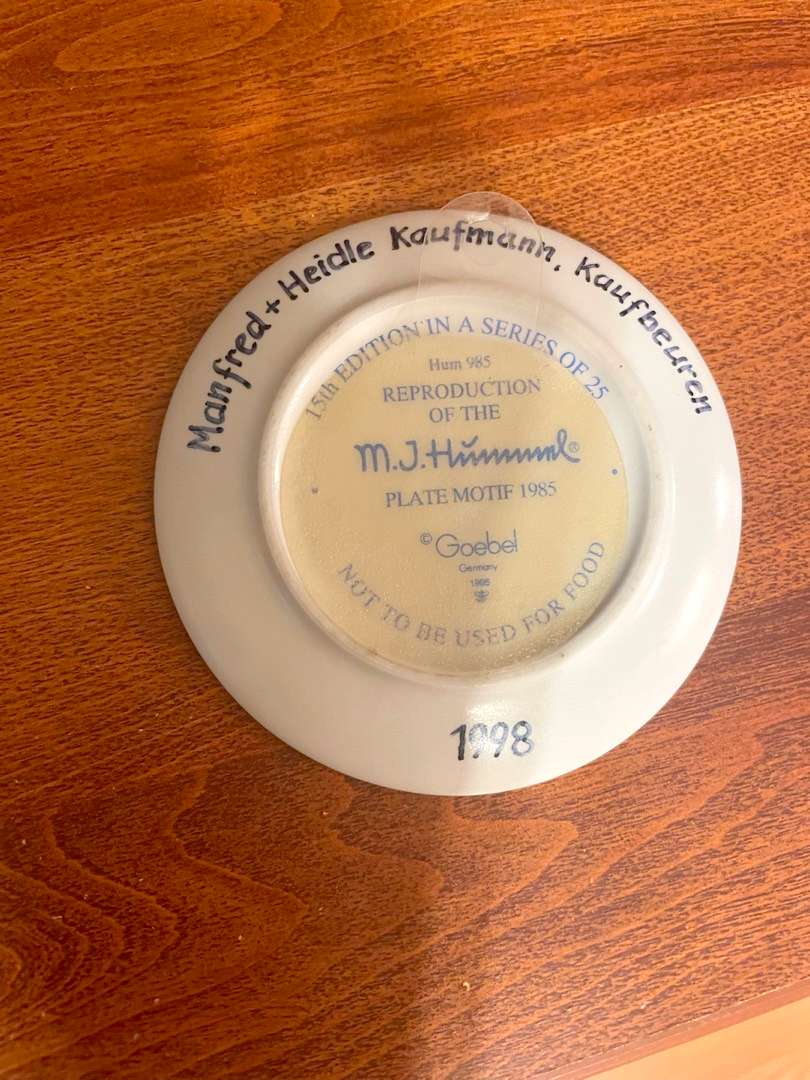 Manfred + Heidle Kaufmann, Kaufbeuren
15th EDITION IN A SERIES OF 25
Hum 985
REPRODUCTION
OF THE
M.J.Hümmel®
PLATE MOTIF 1985
© Goebel
Germany
1995
NOT TO BE USED FOR FOOD
1998